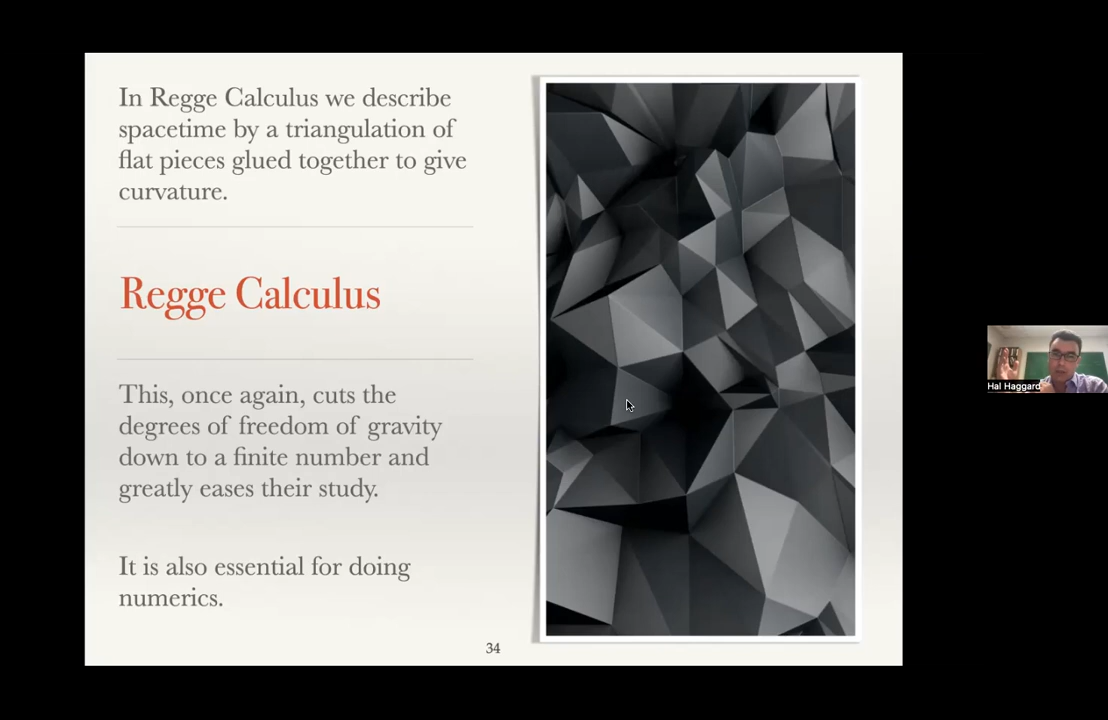 In Regge Calculus we describe
spacetime by a triangulation of
flat pieces glued together to give
curvature.
Regge Calculus
This, once again, cuts the
degrees of freedom of gravity
down to a finite number and
greatly eases their study.
It is also essential for doing
numerics.
34
Hal Haggard